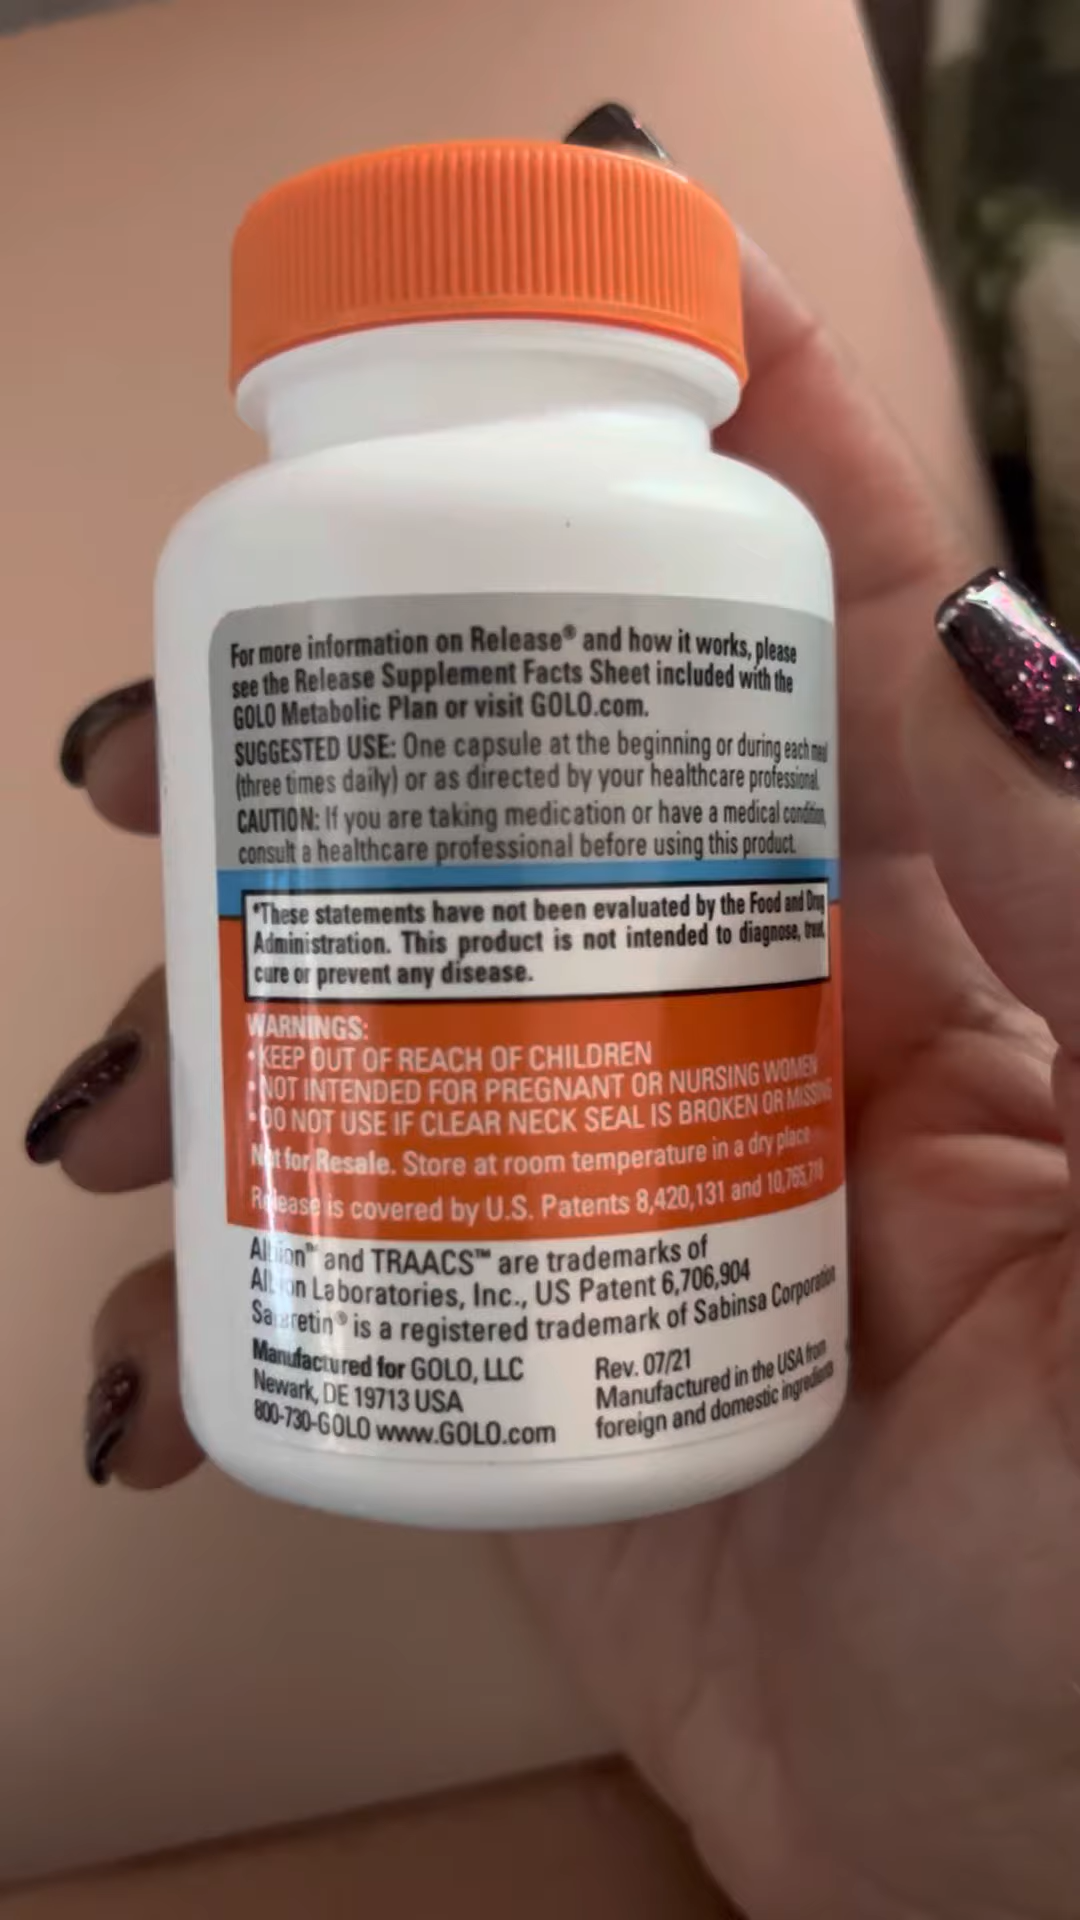 For more information on Release® and how it works, please
see the Release Supplement Facts Sheet included with the
GOLO Metabolic Plan or visit GOLO.com.
SUGGESTED USE: One capsule at the beginning or during each meal
(three times daily) or as directed by your healthcare professional.
CAUTION: If you are taking medication or have a medical condition,
consult a healthcare professional before using this product.
*These statements have not been evaluated by the Food and Drug
Administration. This product is not intended to diagnose, treat,
cure or prevent any disease.
WARNINGS:
• KEEP OUT OF REACH OF CHILDREN
• NOT INTENDED FOR PREGNANT OR NURSING WOMEN
• DO NOT USE IF CLEAR NECK SEAL IS BROKEN OR MISSING
Not for Resale. Store at room temperature in a dry place
Release is covered by U.S. Patents 8,420,131 and
Albion™ and TRAACS™ are trademarks of
Albion Laboratories, Inc., US Patent 6,706,904
is a registered trademark of Sabinsa Corporation
Manufactured for GOLO, LLC
Newark, DE 19713 USA
800-730-GOLO www.GOLO.com
Rev. 07/21
Manufactured in the USA from
foreign and domestic ingredients